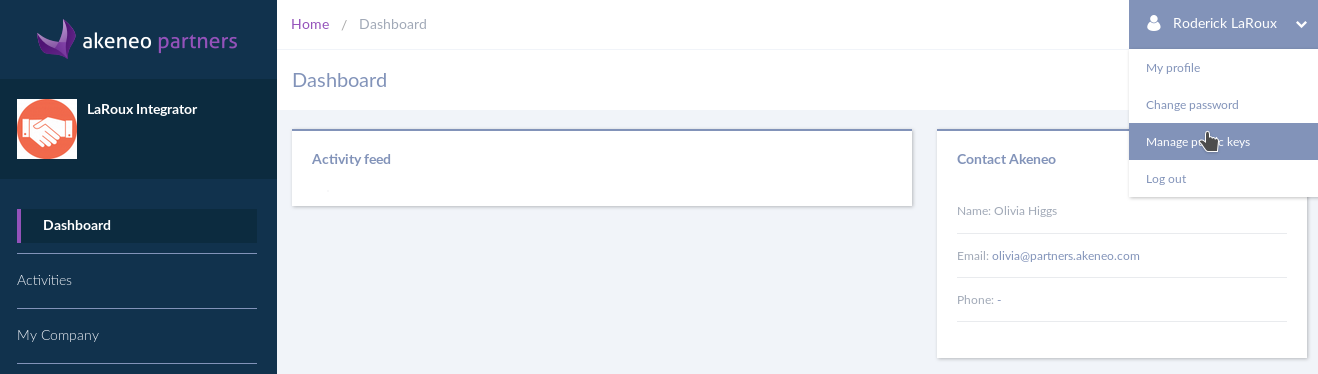 akeneo partners
LaRoux Integrator
Dashboard
Activities
My Company
Home / Dashboard
Roderick LaRoux
My profile
Change password
Manage keys
Log out
Dashboard
Activity feed
Contact Akeneo
Name: Olivia Higgs
Email: olivia@partners.akeneo.com
Phone: -